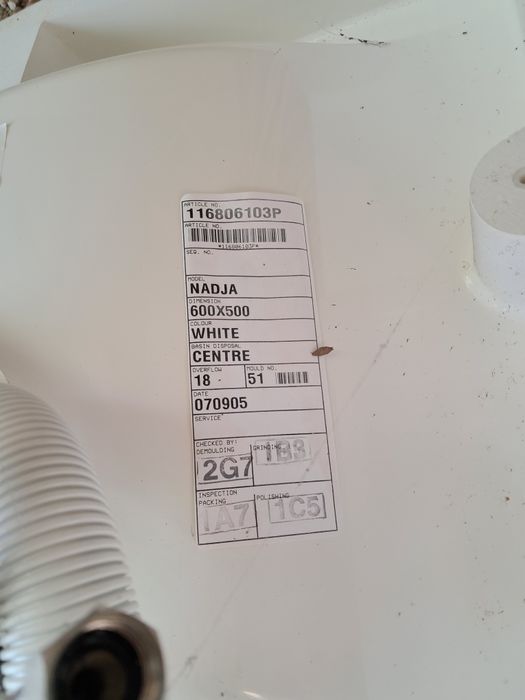 ARTICLE NO.
116806103P
ARTICLE NO.
*116806103P*
SEQ. NO.
MODEL
NADJA
DIMENSION
600X500
COLOUR
WHITE
BASIN DISPOSAL
CENTRE
OVERFLOW MOULD NO.
18 51
DATE
070905
SERVICE
CHECKED BY:
DEMOULDING GRINDING
2G7 1B3
INSPECTION
PACKING POLISHING
1A7 1C5